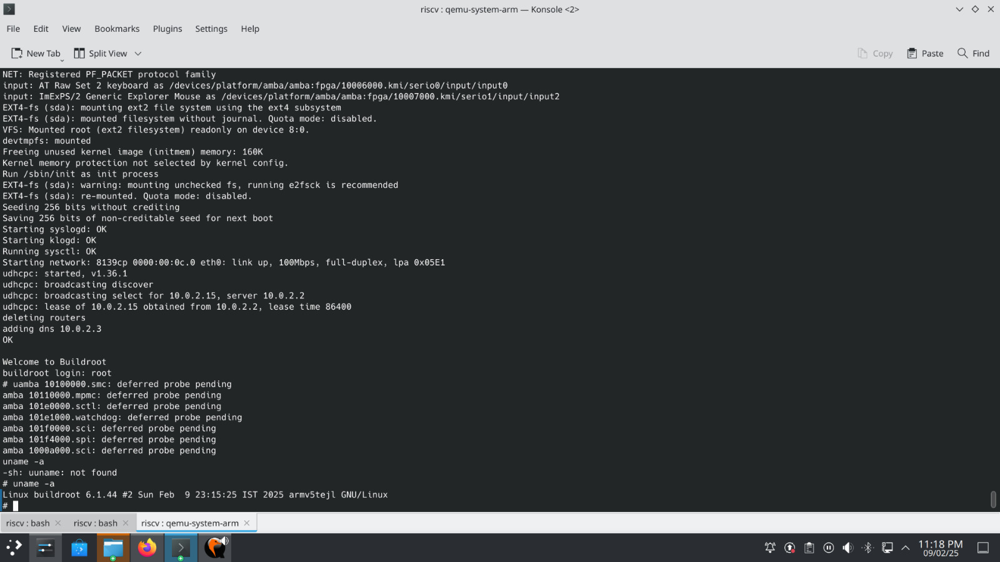 riscv : qemu-system-arm — Konsole <2>
File Edit View Bookmarks Plugins Settings Help
New Tab Split View Copy Paste Find
NET: Registered PF_PACKET protocol family
input: AT Raw Set 2 keyboard as /devices/platform/amba/amba:fpga/10006000.kmi/serio0/input/input0
input: ImExPS/2 Generic Explorer Mouse as /devices/platform/amba/amba:fpga/10007000.kmi/serio1/input/input2
EXT4-fs (sda): mounting ext2 file system using the ext4 subsystem
EXT4-fs (sda): mounted filesystem without journal. Quota mode: disabled.
VFS: Mounted root (ext2 filesystem) readonly on device 8:0.
devtmpfs: mounted
Freeing unused kernel image (initmem) memory: 160K
Kernel memory protection not selected by kernel config.
Run /sbin/init as init process
EXT4-fs (sda): warning: mounting unchecked fs, running e2fsck is recommended
EXT4-fs (sda): re-mounted. Quota mode: disabled.
Seeding 256 bits without crediting
Saving 256 bits of non-creditable seed for next boot
Starting syslogd: OK
Starting klogd: OK
Running sysctl: OK
Starting network: 8139cp 0000:00:0c.0 eth0: link up, 100Mbps, full-duplex, lpa 0x05E1
udhcpc: started, v1.36.1
udhcpc: broadcasting discover
udhcpc: broadcasting select for 10.0.2.15, server 10.0.2.2
udhcpc: lease of 10.0.2.15 obtained from 10.0.2.2, lease time 86400
deleting routers
adding dns 10.0.2.3
OK
Welcome to Buildroot
buildroot login: root
# uamba 10100000.smc: deferred probe pending
amba 10110000.mpmc: deferred probe pending
amba 101e0000.sctl: deferred probe pending
amba 101e1000.watchdog: deferred probe pending
amba 101f0000.sci: deferred probe pending
amba 101f4000.spi: deferred probe pending
amba 1000a000.sci: deferred probe pending
uname -a
-sh: uuname: not found
# uname -a
Linux buildroot 6.1.44 #2 Sun Feb  9 23:15:25 IST 2025 armv5tejl GNU/Linux
#
riscv : bash riscv : bash riscv : qemu-system-arm
11:18 PM
09/02/25